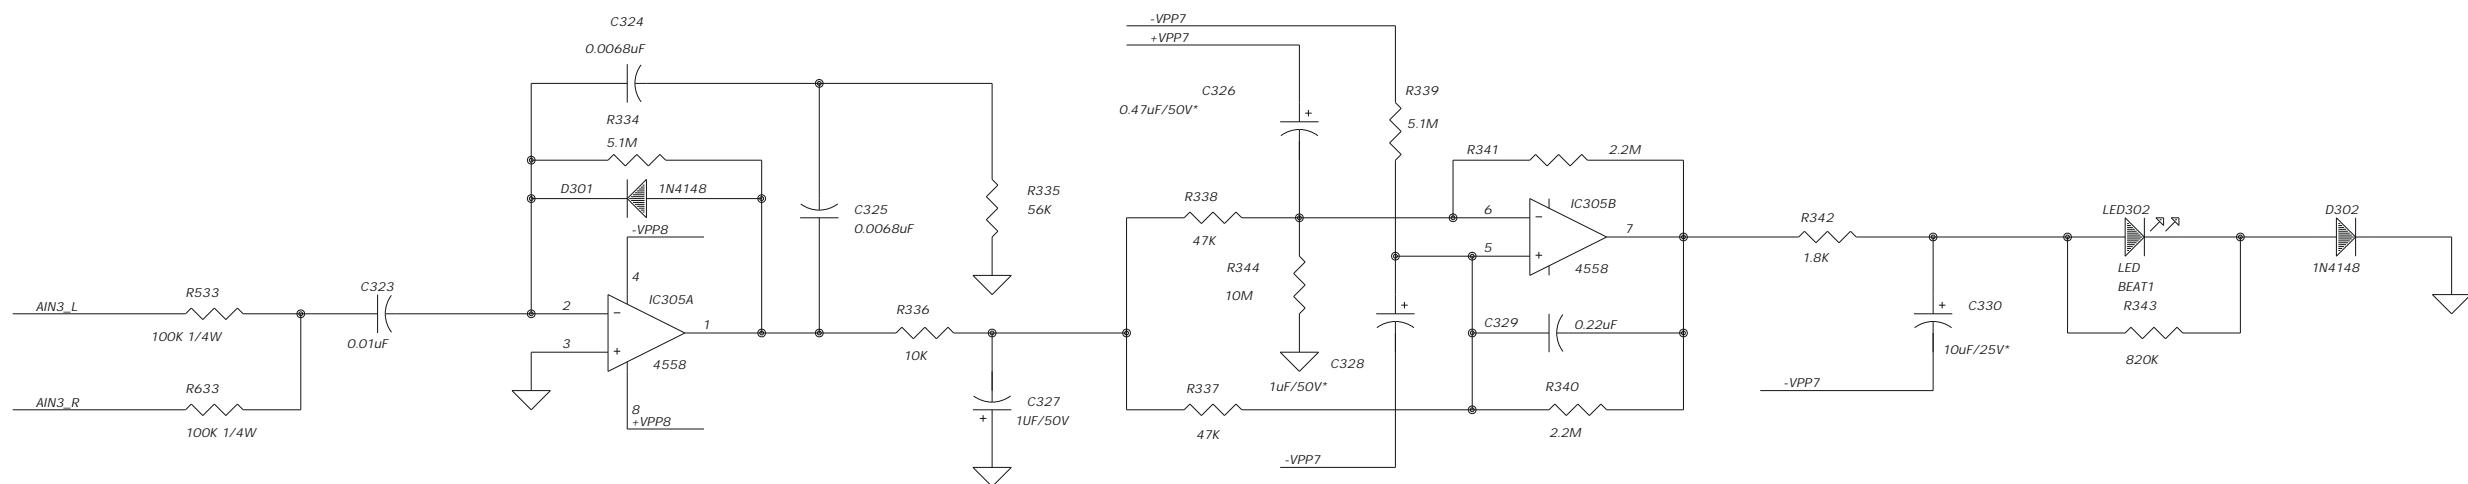 C324
0.0068uF
R334
5.1M
D301
1N4148
-VPP8
4
IC305A
2
3
1
4558
8
+VPP8
AIN3_L
R533
100K 1/4W
C323
0.01uF
AIN3_R
R633
100K 1/4W
C325
0.0068uF
R335
56K
R336
10K
C327
1UF/50V
+
-VPP7
+VPP7
C326
0.47uF/50V*
+
R339
5.1M
R338
47K
R344
10M
R341
2.2M
6
5
IC305B
7
4558
+
C328
1uF/50V*
C329
0.22uF
R337
47K
R340
2.2M
-VPP7
R342
1.8K
+
C330
10uF/25V*
-VPP7
LED302
LED
BEAT1
R343
820K
D302
1N4148